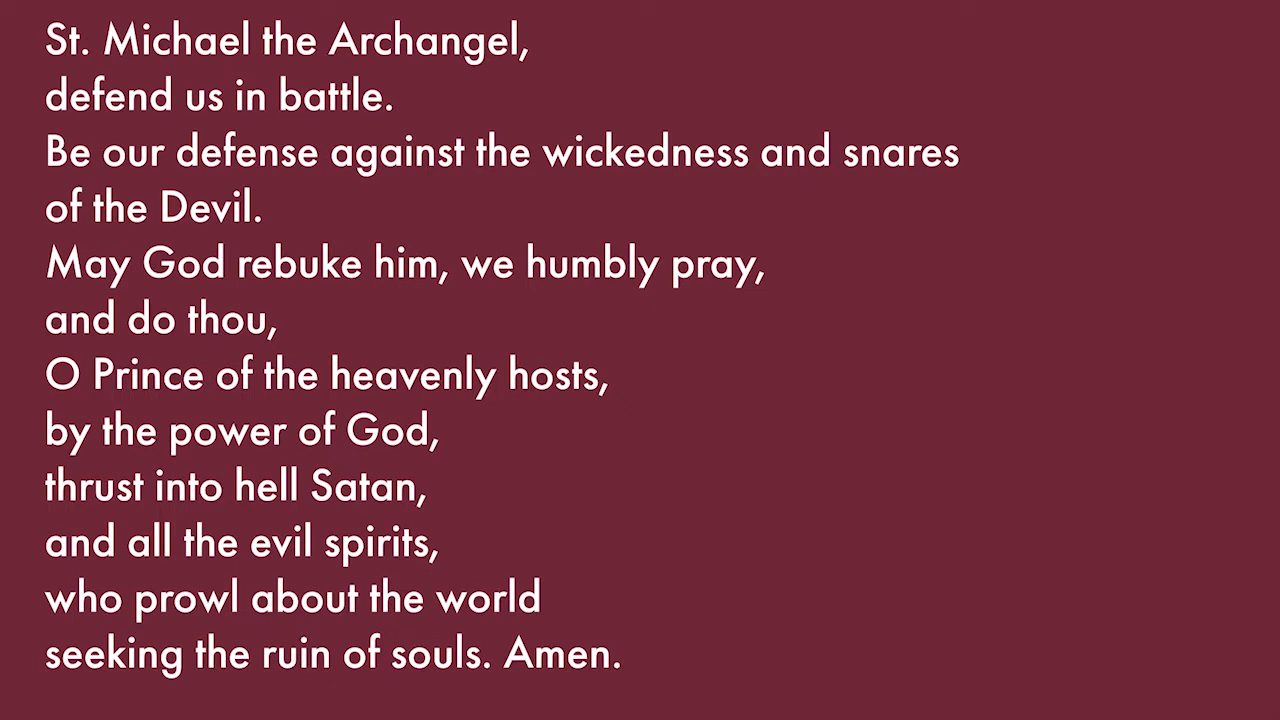 St. Michael the Archangel,
defend us in battle.
Be our defense against the wickedness and snares
of the Devil.
May God rebuke him, we humbly pray,
and do thou,
O Prince of the heavenly hosts,
by the power of God,
thrust into hell Satan,
and all the evil spirits,
who prowl about the world
seeking the ruin of souls. Amen.